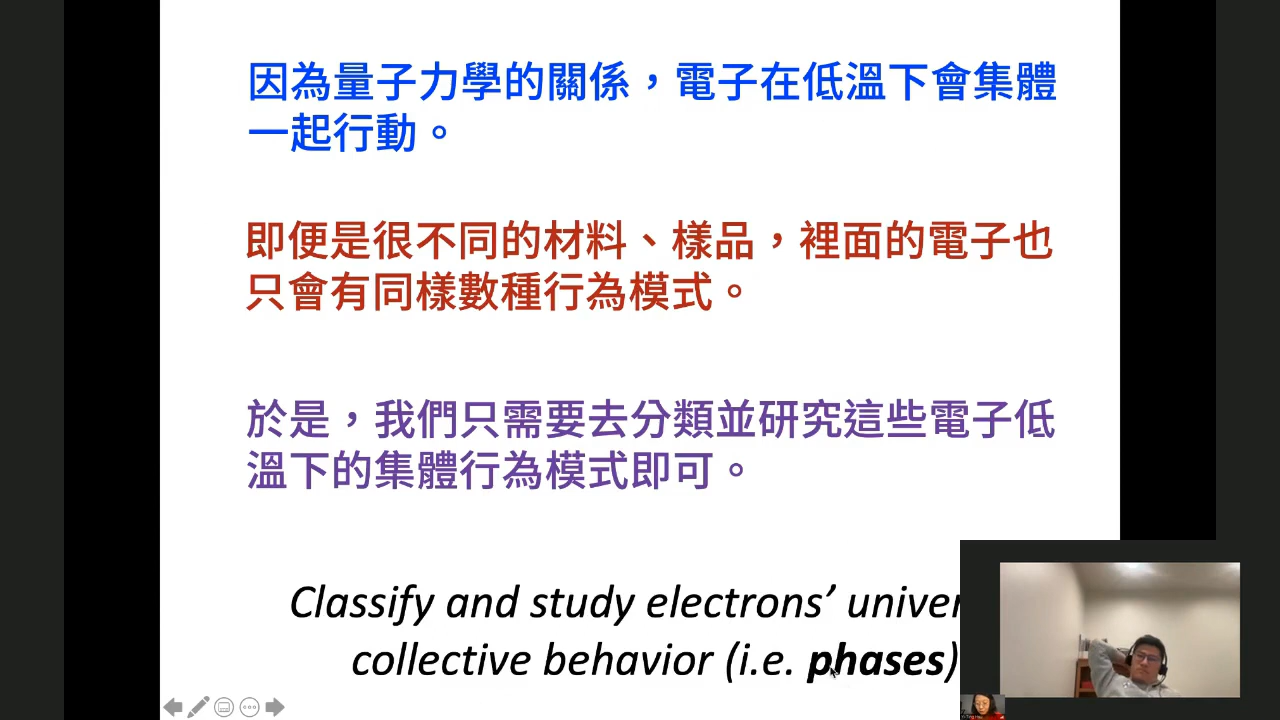 因為量子力學的關係，電子在低溫下會集體
一起行動。
即便是很不同的材料、樣品，裡面的電子也
只會有同樣數種行為模式。
於是，我們只需要去分類並研究這些電子低
溫下的集體行為模式即可。
Classify and study electrons’
collective behavior (i.e. phases)